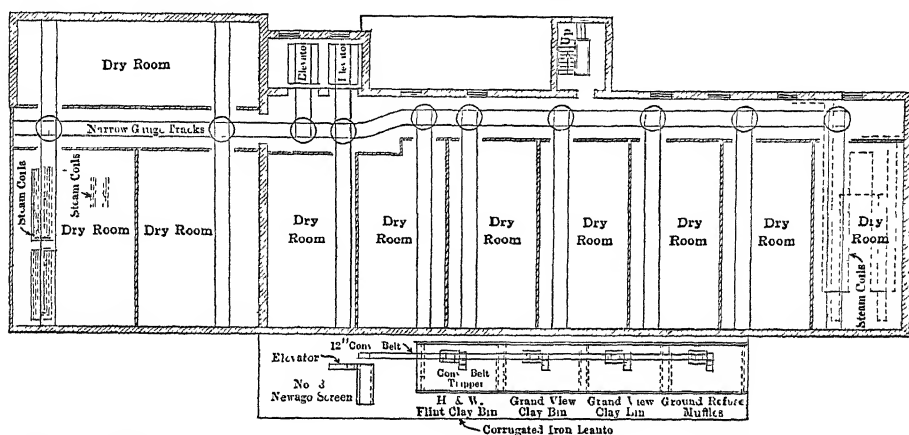 Dry Room
Elevator
Elevator
Up
Narrow Gauge Tracks
Steam Coils
Steam Coils
Dry Room
Dry Room
Dry
Room
Dry
Room
Dry
Room
Dry
Room
Dry
Room
Dry
Room
Dry
Room
Steam Coils
12" Conv Belt
Elevator
No 3
Newago Screen
Conv Belt
Tripper
H & W.
Flint Clay Bin
Grand View
Clay Bin
Grand View
Clay Bin
Ground Refuse
Muffles
Corrugated Iron Leanto